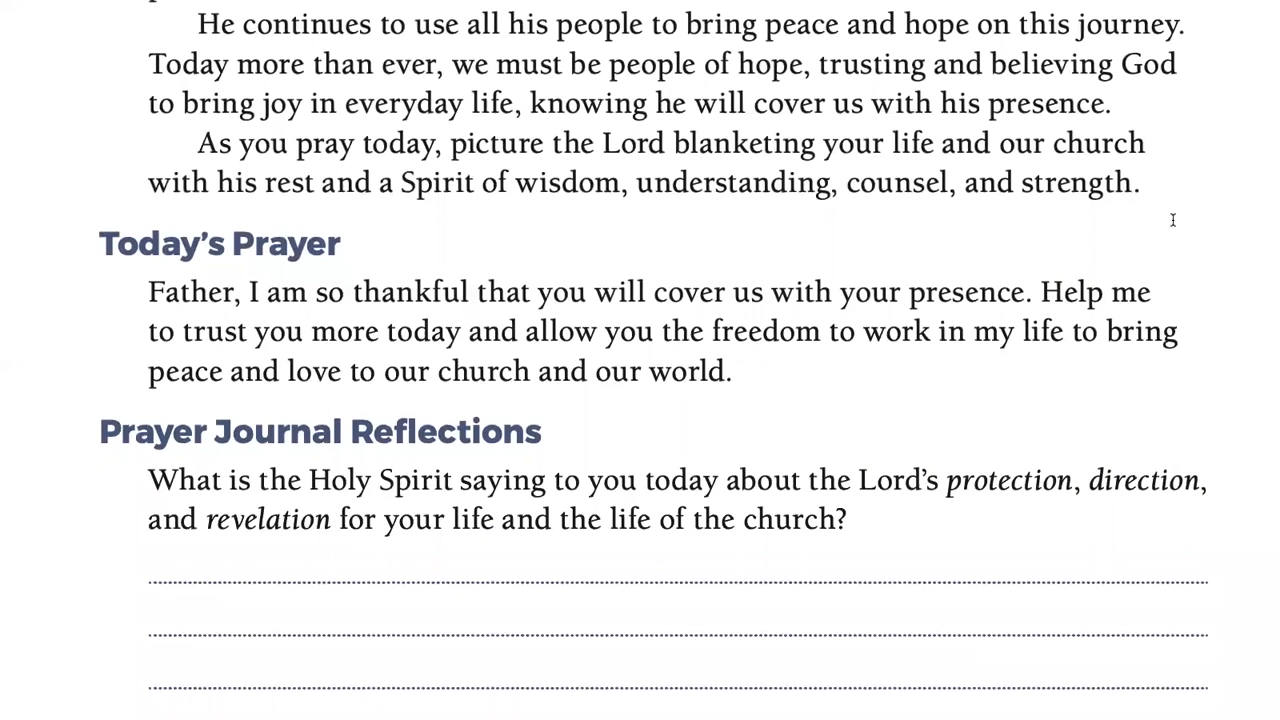 He continues to use all his people to bring peace and hope on this journey.
Today more than ever, we must be people of hope, trusting and believing God
to bring joy in everyday life, knowing he will cover us with his presence.
As you pray today, picture the Lord blanketing your life and our church
with his rest and a Spirit of wisdom, understanding, counsel, and strength.
Today’s Prayer
Father, I am so thankful that you will cover us with your presence. Help me
to trust you more today and allow you the freedom to work in my life to bring
peace and love to our church and our world.
Prayer Journal Reflections
What is the Holy Spirit saying to you today about the Lord’s protection, direction,
and revelation for your life and the life of the church?